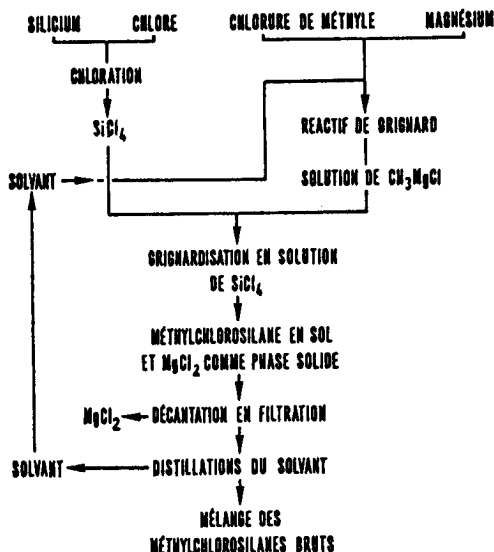 SILICIUM CHLORE CHLORURE DE MÉTHYLE MAGNÉSIUM
CHLORATION
SiCl4
RÉACTIF DE GRIGNARD
SOLVANT
SOLUTION DE CH3MgCl
GRIGNARDISATION EN SOLUTION
DE SiCl4
MÉTHYLCHLOROSILANE EN SOL
ET MgCl2 COMME PHASE SOLIDE
MgCl2 DÉCANTATION EN FILTRATION
SOLVANT DISTILLATIONS DU SOLVANT
MÉLANGE DES
MÉTHYLCHLOROSILANES BRUTS